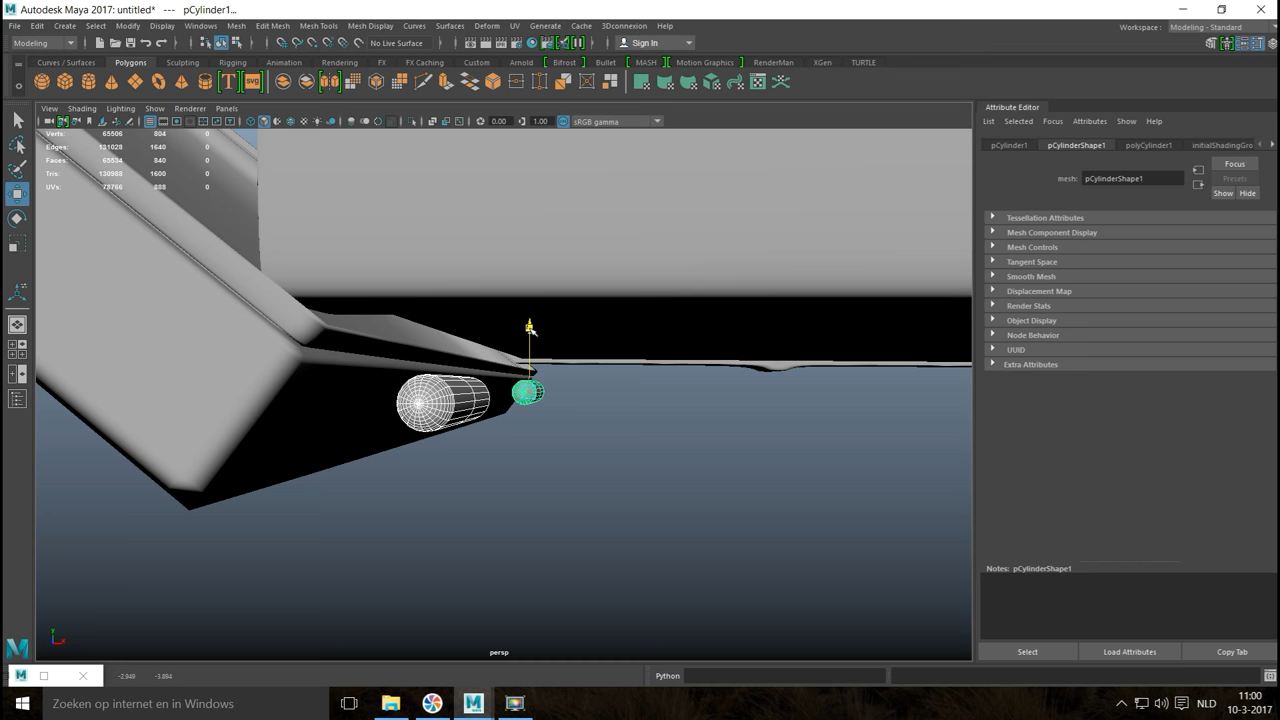 Autodesk Maya 2017: untitled*   ---   pCylinder1...
File Edit Create Select Modify Display Windows Mesh Edit Mesh Mesh Tools Mesh Display Curves Surfaces Deform UV Generate Cache 3Dconnexion Help
Workspace : Modeling - Standard
Modeling No Live Surface Sign In
Curves / Surfaces Polygons Sculpting Rigging Animation Rendering FX FX Caching Custom Arnold Bifrost Bullet MASH Motion Graphics RenderMan XGen TURTLE
T SVG
View Shading Lighting Show Renderer Panels
0.00 1.00 sRGB gamma
Verts: 65506 804 0
Edges: 131028 1640 0
Faces: 65534 840 0
Tris: 130988 1600 0
UVs: 78766 888 0
persp
Attribute Editor
List Selected Focus Attributes Show Help
pCylinder1 pCylinderShape1 polyCylinder1 initialShadingGro
mesh: pCylinderShape1
Focus
Presets
Show Hide
Tessellation Attributes
Mesh Component Display
Mesh Controls
Tangent Space
Smooth Mesh
Displacement Map
Render Stats
Object Display
Node Behavior
UUID
Extra Attributes
Notes: pCylinderShape1
Select Load Attributes Copy Tab
-2.949 -3.894 Python
Zoeken op internet en in Windows
NLD
11:00
10-3-2017